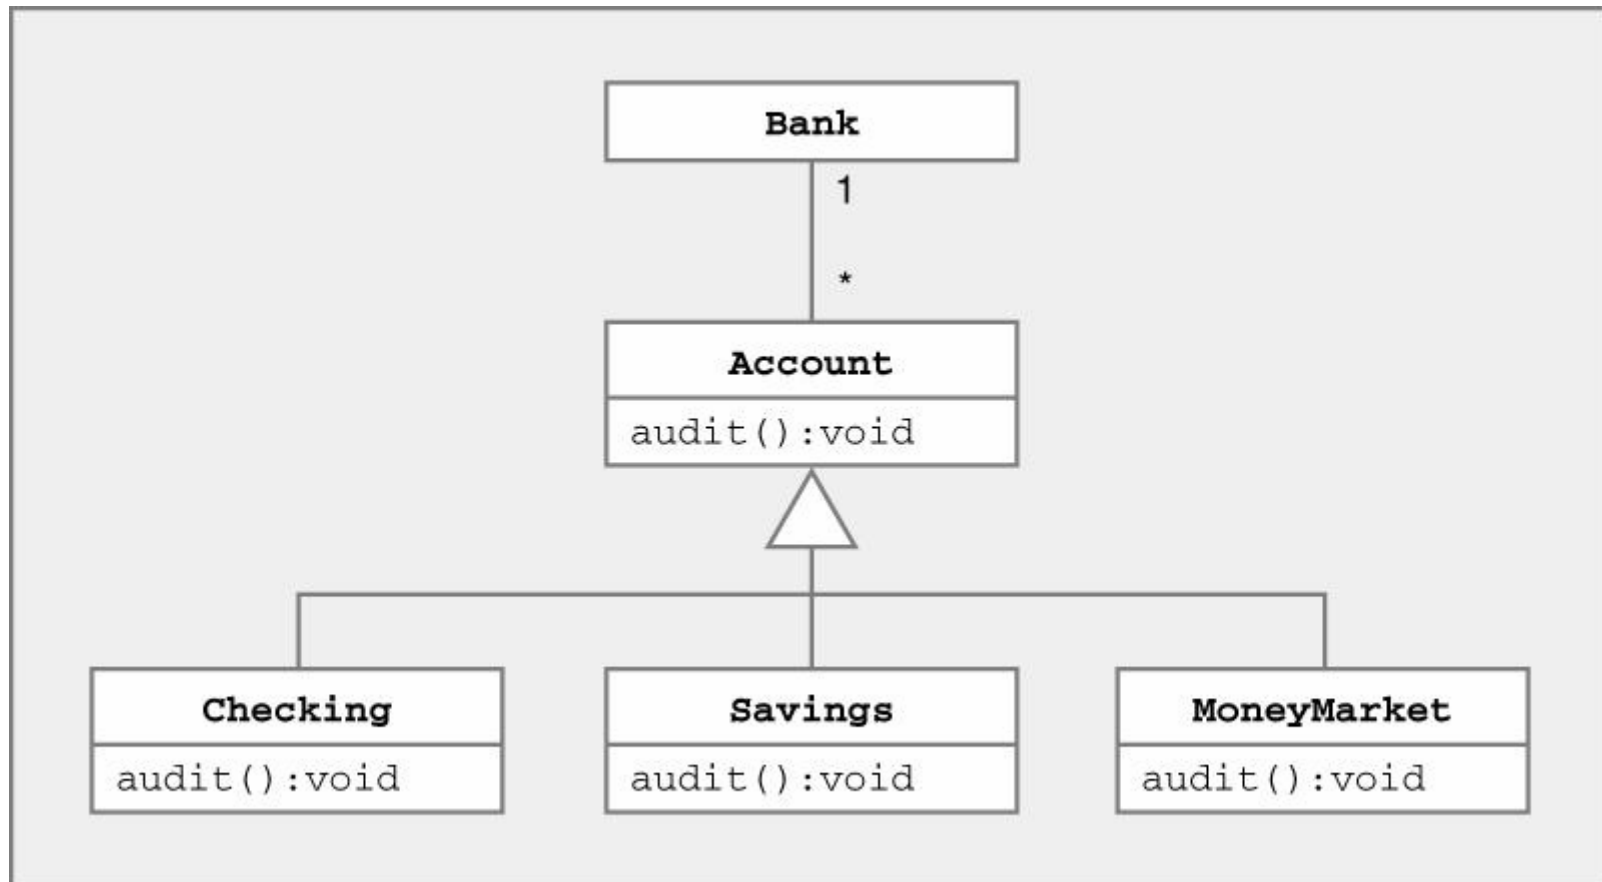 Bank
1
*
Account
audit():void
Checking
audit():void
Savings
audit():void
MoneyMarket
audit():void